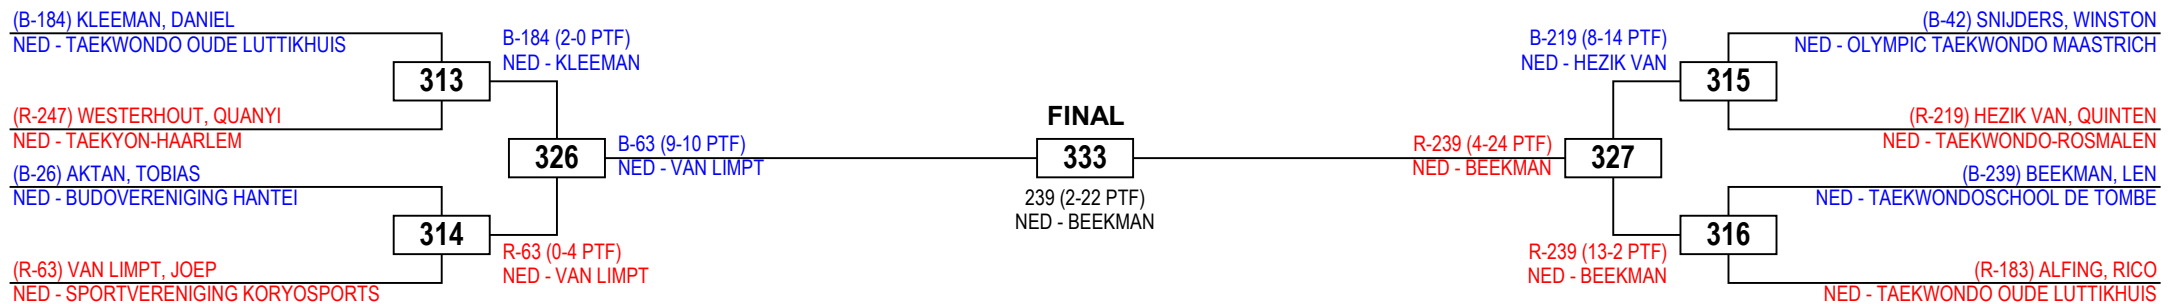 (B-184) KLEEMAN, DANIEL
NED - TAEKWONDO OUDE LUTTIKHUIS
313
(R-247) WESTERHOUT, QUANYI
NED - TAEKYON-HAARLEM
(B-26) AKTAN, TOBIAS
NED - BUDOVERENIGING HANTEI
314
(R-63) VAN LIMPT, JOEP
NED - SPORTVERENIGING KORYOSPORTS
B-184 (2-0 PTF)
NED - KLEEMAN
326
R-63 (0-4 PTF)
NED - VAN LIMPT
B-63 (9-10 PTF)
NED - VAN LIMPT
FINAL
333
239 (2-22 PTF)
NED - BEEKMAN
R-239 (4-24 PTF)
NED - BEEKMAN
B-219 (8-14 PTF)
NED - HEZIK VAN
327
R-239 (13-2 PTF)
NED - BEEKMAN
(B-42) SNIJDERS, WINSTON
NED - OLYMPIC TAEKWONDO MAASTRICH
315
(R-219) HEZIK VAN, QUINTEN
NED - TAEKWONDO-ROSMALEN
(B-239) BEEKMAN, LEN
NED - TAEKWONDOSCHOOL DE TOMBE
316
(R-183) ALFING, RICO
NED - TAEKWONDO OUDE LUTTIKHUIS